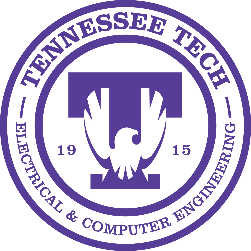 TENNESSEE TECH
T
19 15
ELECTRICAL & COMPUTER ENGINEERING